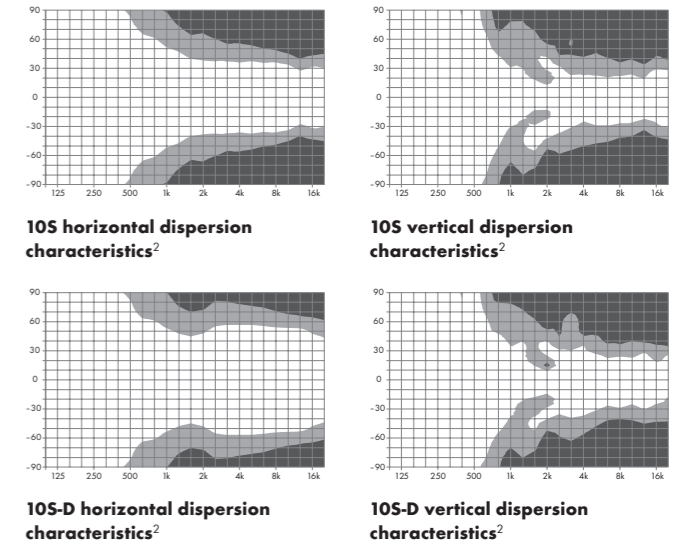 90
60
30
0
-30
-60
-90
125 250 500 1k 2k 4k 8k 16k
10S horizontal dispersion
characteristics²
90
60
30
0
-30
-60
-90
125 250 500 1k 2k 4k 8k 16k
10S vertical dispersion
characteristics²
90
60
30
0
-30
-60
-90
125 250 500 1k 2k 4k 8k 16k
10S-D horizontal dispersion
characteristics²
90
60
30
0
-30
-60
-90
125 250 500 1k 2k 4k 8k 16k
10S-D vertical dispersion
characteristics²